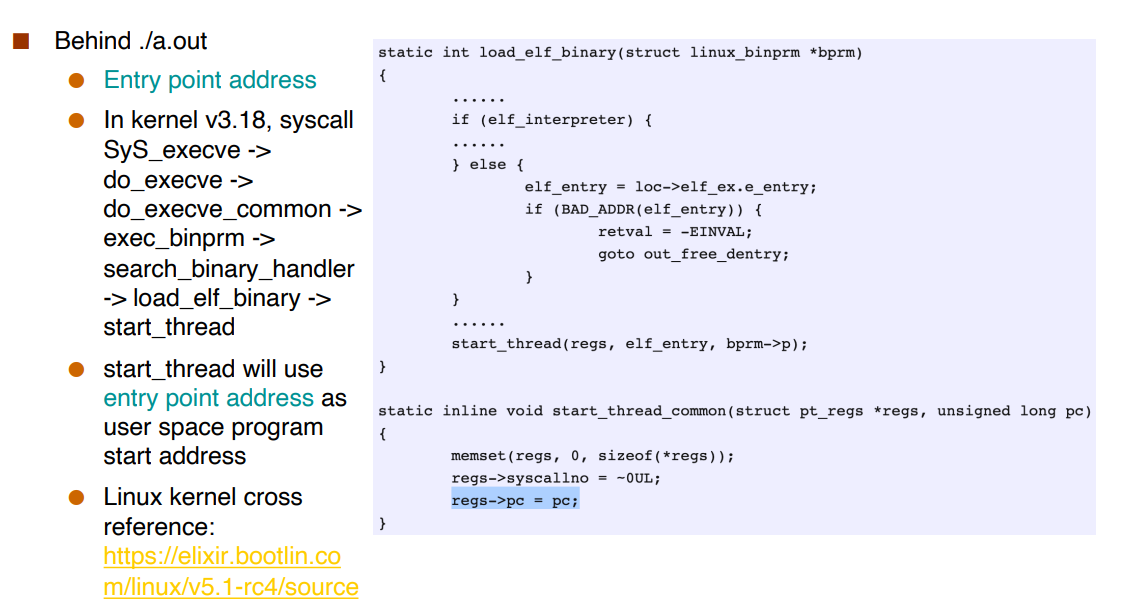 Behind ./a.out
Entry point address
In kernel v3.18, syscall
SyS_execve ->
do_execve ->
do_execve_common ->
exec_binprm ->
search_binary_handler
-> load_elf_binary ->
start_thread
start_thread will use
entry point address as
user space program
start address
Linux kernel cross
reference:
https://elixir.bootlin.co
m/linux/v5.1-rc4/source
static int load_elf_binary(struct linux_binprm *bprm)
{
......
if (elf_interpreter) {
......
} else {
elf_entry = loc->elf_ex.e_entry;
if (BAD_ADDR(elf_entry)) {
retval = -EINVAL;
goto out_free_dentry;
}
}
......
start_thread(regs, elf_entry, bprm->p);
}
static inline void start_thread_common(struct pt_regs *regs, unsigned long pc)
{
memset(regs, 0, sizeof(*regs));
regs->syscallno = ~0UL;
regs->pc = pc;
}